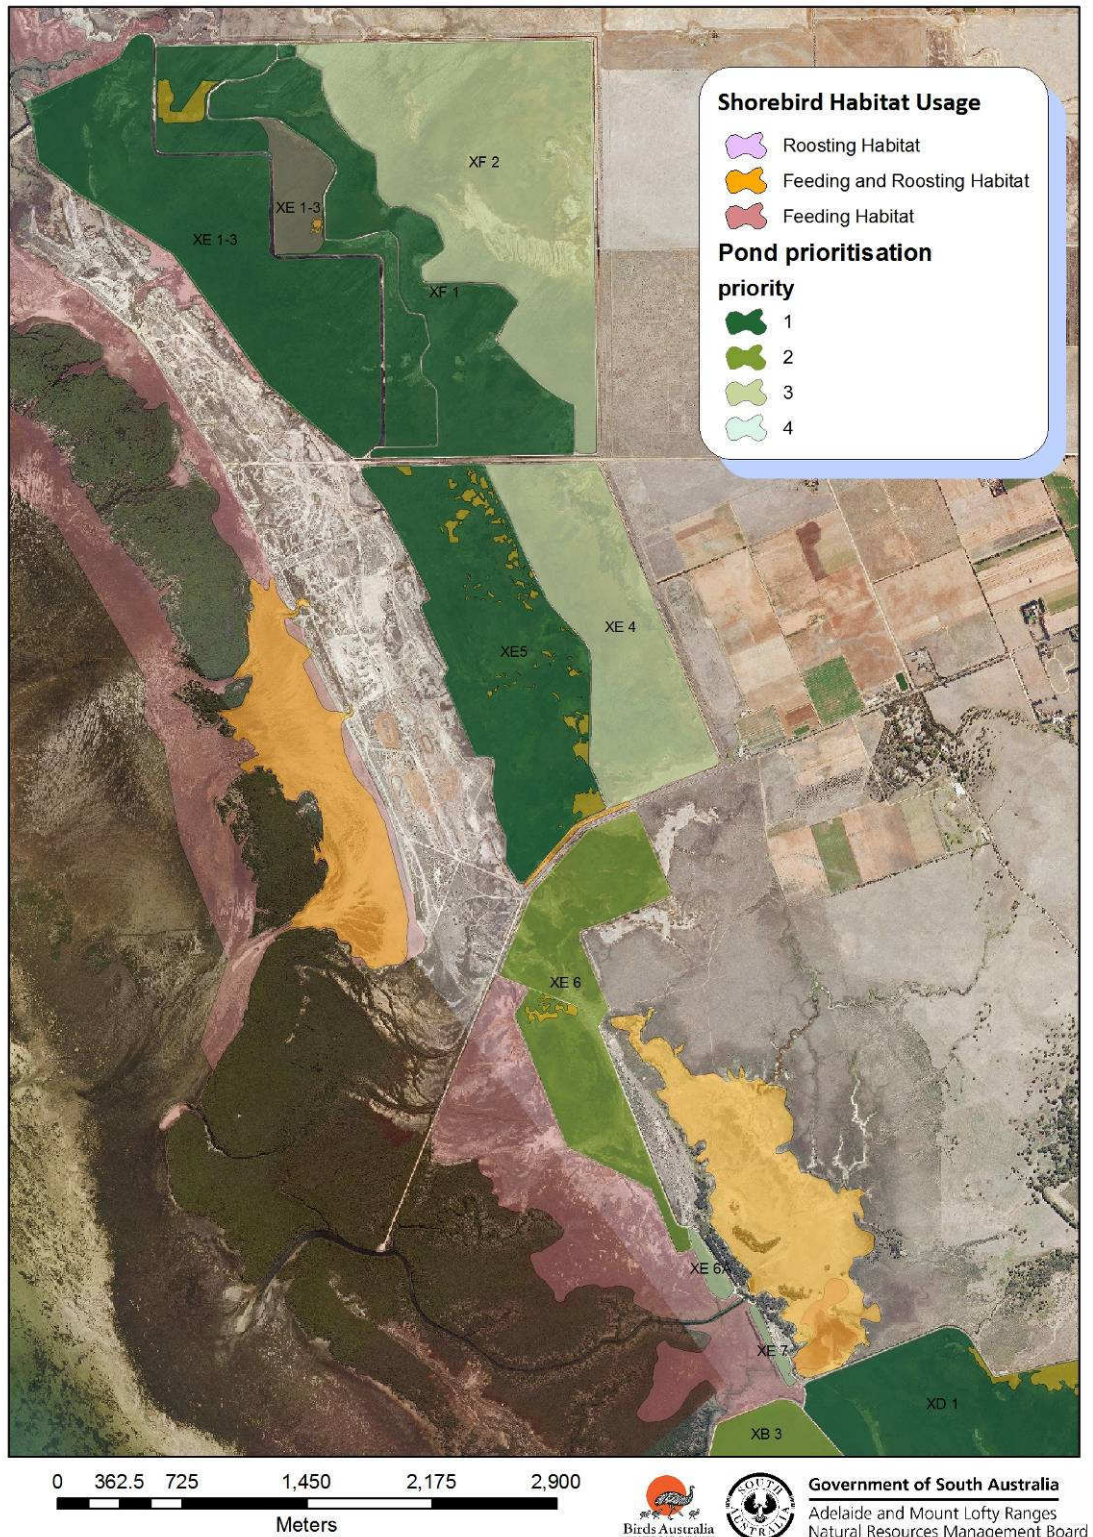 Shorebird Habitat Usage
Roosting Habitat
Feeding and Roosting Habitat
Feeding Habitat
Pond prioritisation
priority
1
2
3
4
XF 2
XE 1-3
XE 1-3
XF 1
XE 4
XE5
XE 6
XE 6A
XE 7
XD 1
XB 3
0 362.5 725 1,450 2,175 2,900
Meters
Birds Australia
SOUTH AUSTRALIA
Government of South Australia
Adelaide and Mount Lofty Ranges
Natural Resources Management Board